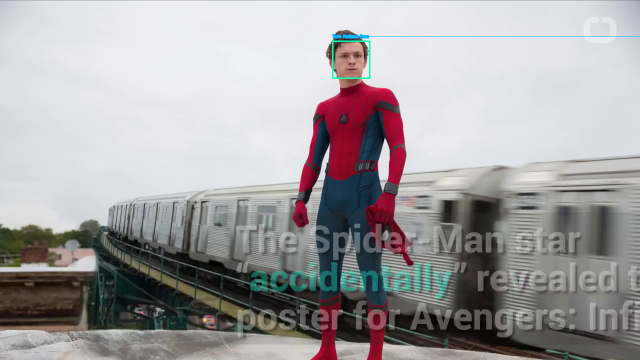 The Spider-Man star
accidentally" revealed t
poster for Avengers: Infi